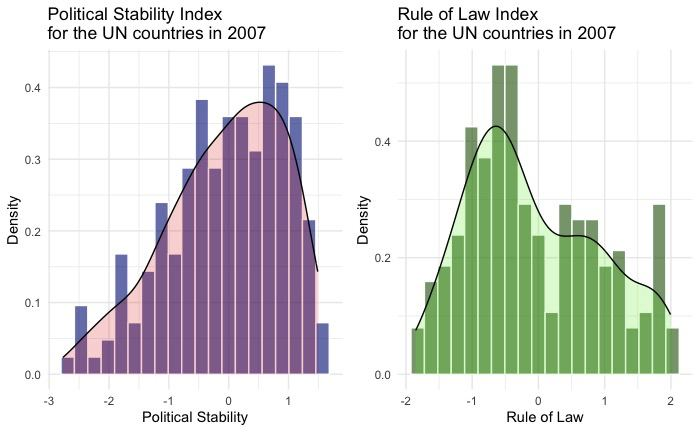 Political Stability Index
for the UN countries in 2007
Density
0.4
0.3
0.2
0.1
0.0
-3 -2 -1 0 1
Political Stability
Rule of Law Index
for the UN countries in 2007
Density
0.4
0.2
0.0
-2 -1 0 1 2
Rule of Law